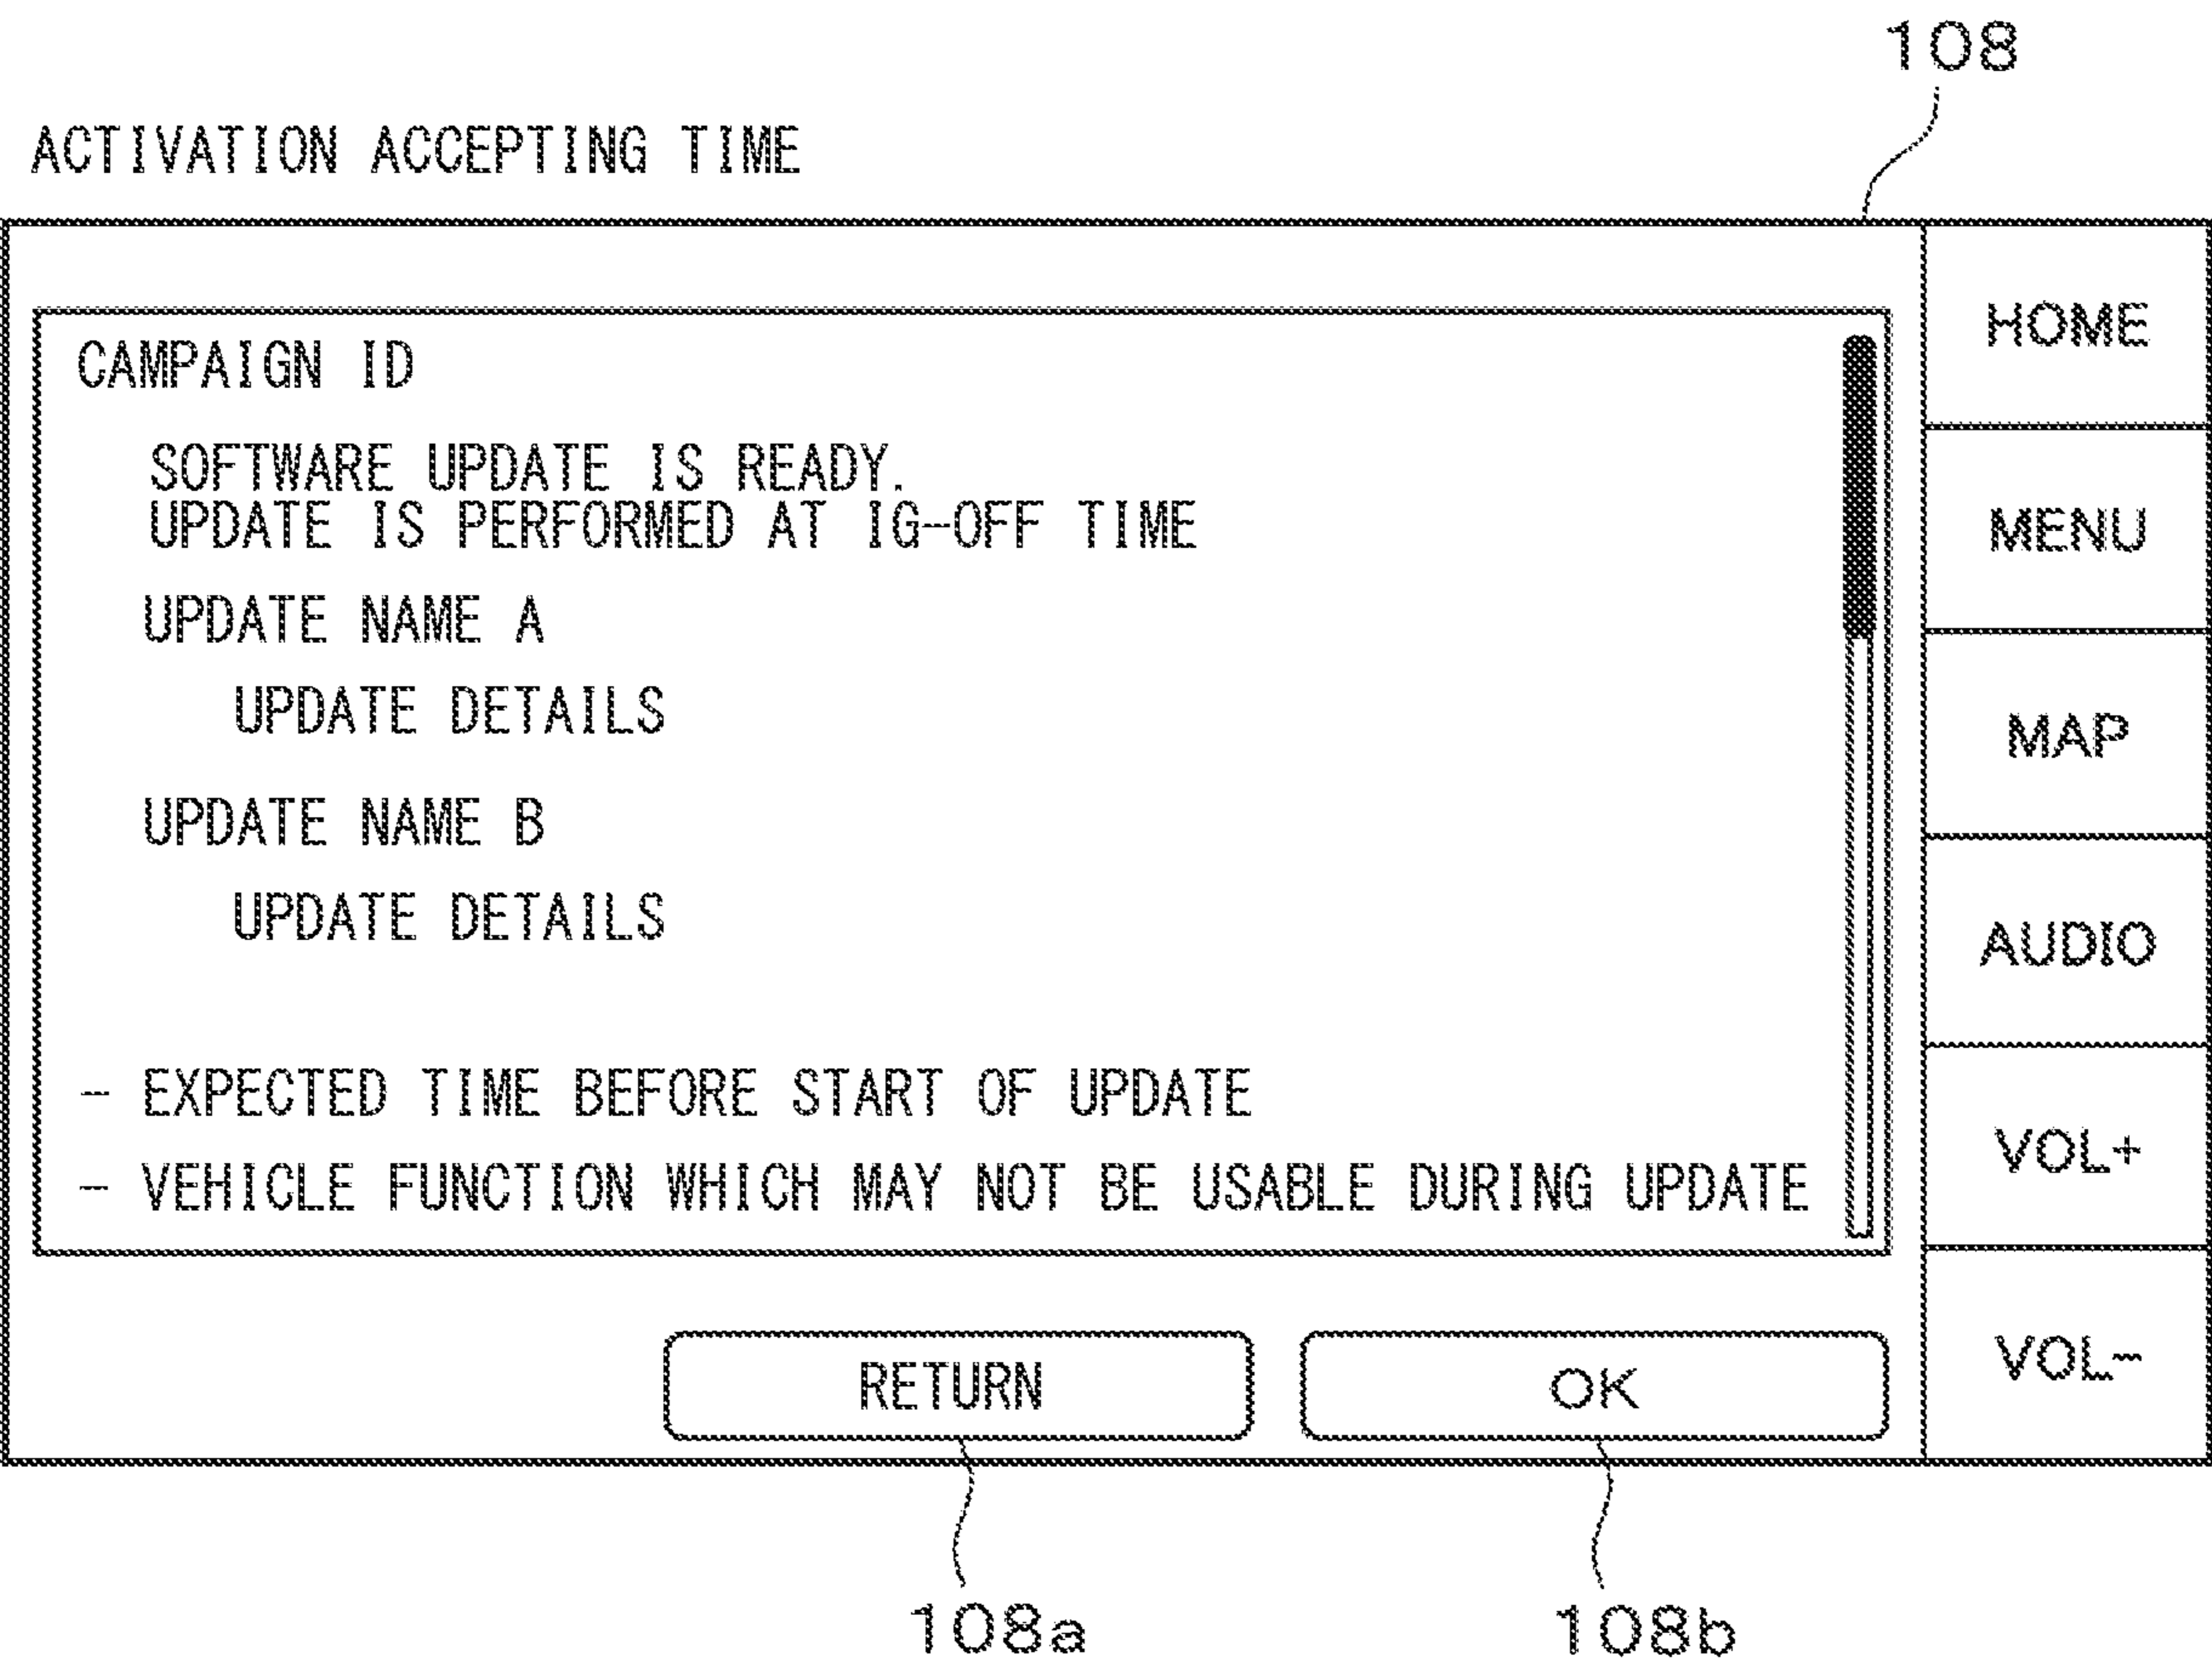 108
ACTIVATION ACCEPTING TIME
CAMPAIGN ID
SOFTWARE UPDATE IS READY.
UPDATE IS PERFORMED AT IG-OFF TIME
UPDATE NAME A
UPDATE DETAILS
UPDATE NAME B
UPDATE DETAILS
- EXPECTED TIME BEFORE START OF UPDATE
- VEHICLE FUNCTION WHICH MAY NOT BE USABLE DURING UPDATE
RETURN
OK
HOME
MENU
MAP
AUDIO
VOL+
VOL-
108a
108b